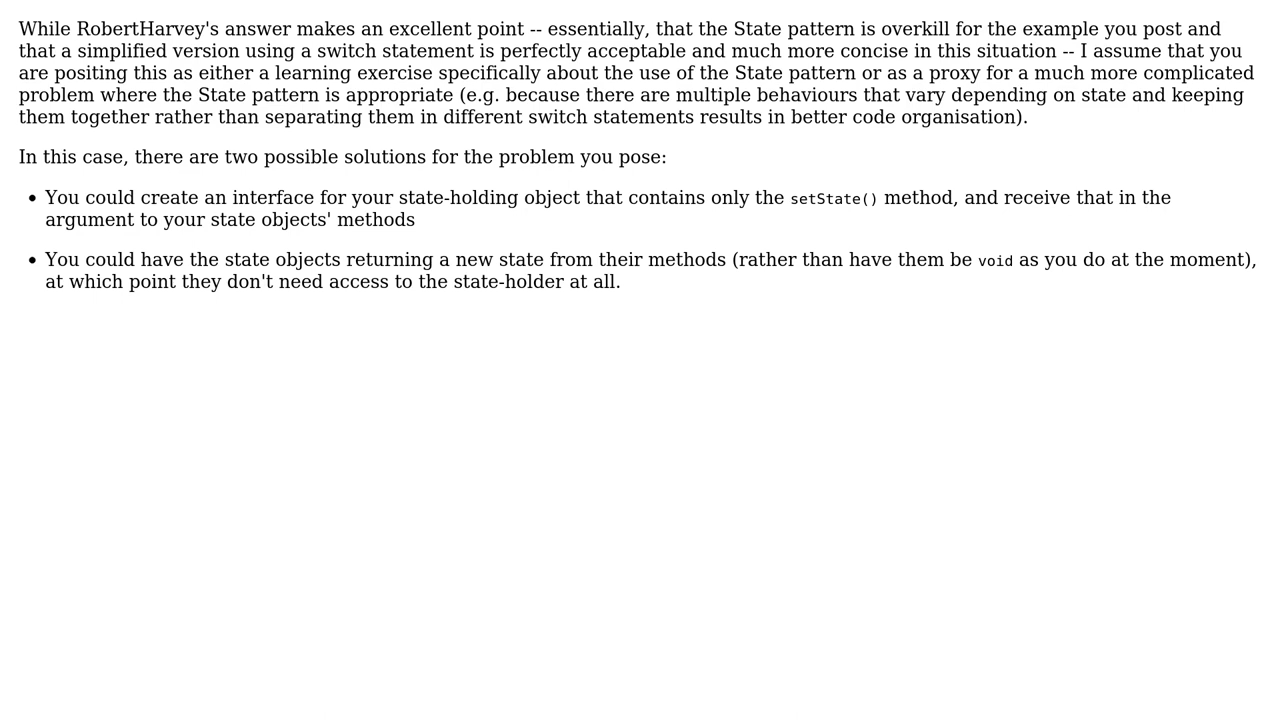 While RobertHarvey's answer makes an excellent point -- essentially, that the State pattern is overkill for the example you post and
that a simplified version using a switch statement is perfectly acceptable and much more concise in this situation -- I assume that you
are positing this as either a learning exercise specifically about the use of the State pattern or as a proxy for a much more complicated
problem where the State pattern is appropriate (e.g. because there are multiple behaviours that vary depending on state and keeping
them together rather than separating them in different switch statements results in better code organisation).
In this case, there are two possible solutions for the problem you pose:
• You could create an interface for your state-holding object that contains only the setState() method, and receive that in the
argument to your state objects' methods
• You could have the state objects returning a new state from their methods (rather than have them be void as you do at the moment),
at which point they don't need access to the state-holder at all.